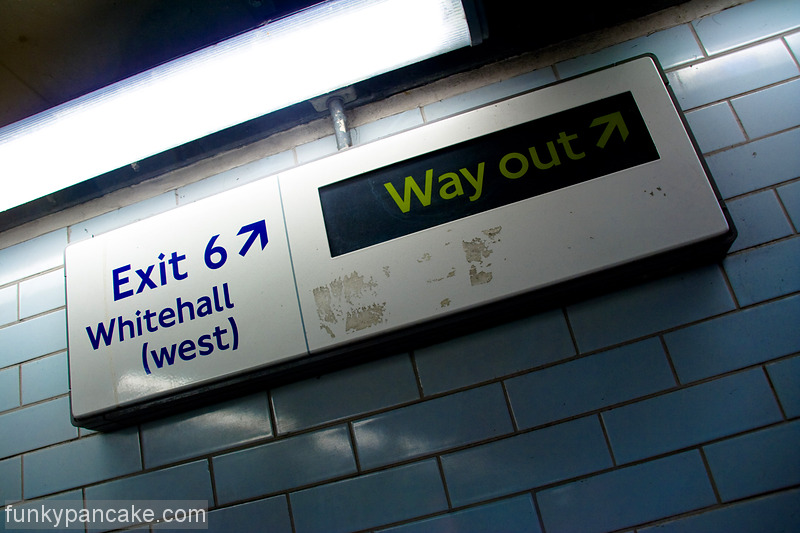 Exit 6
Whitehall
(west)
Way out
funkypancake.com